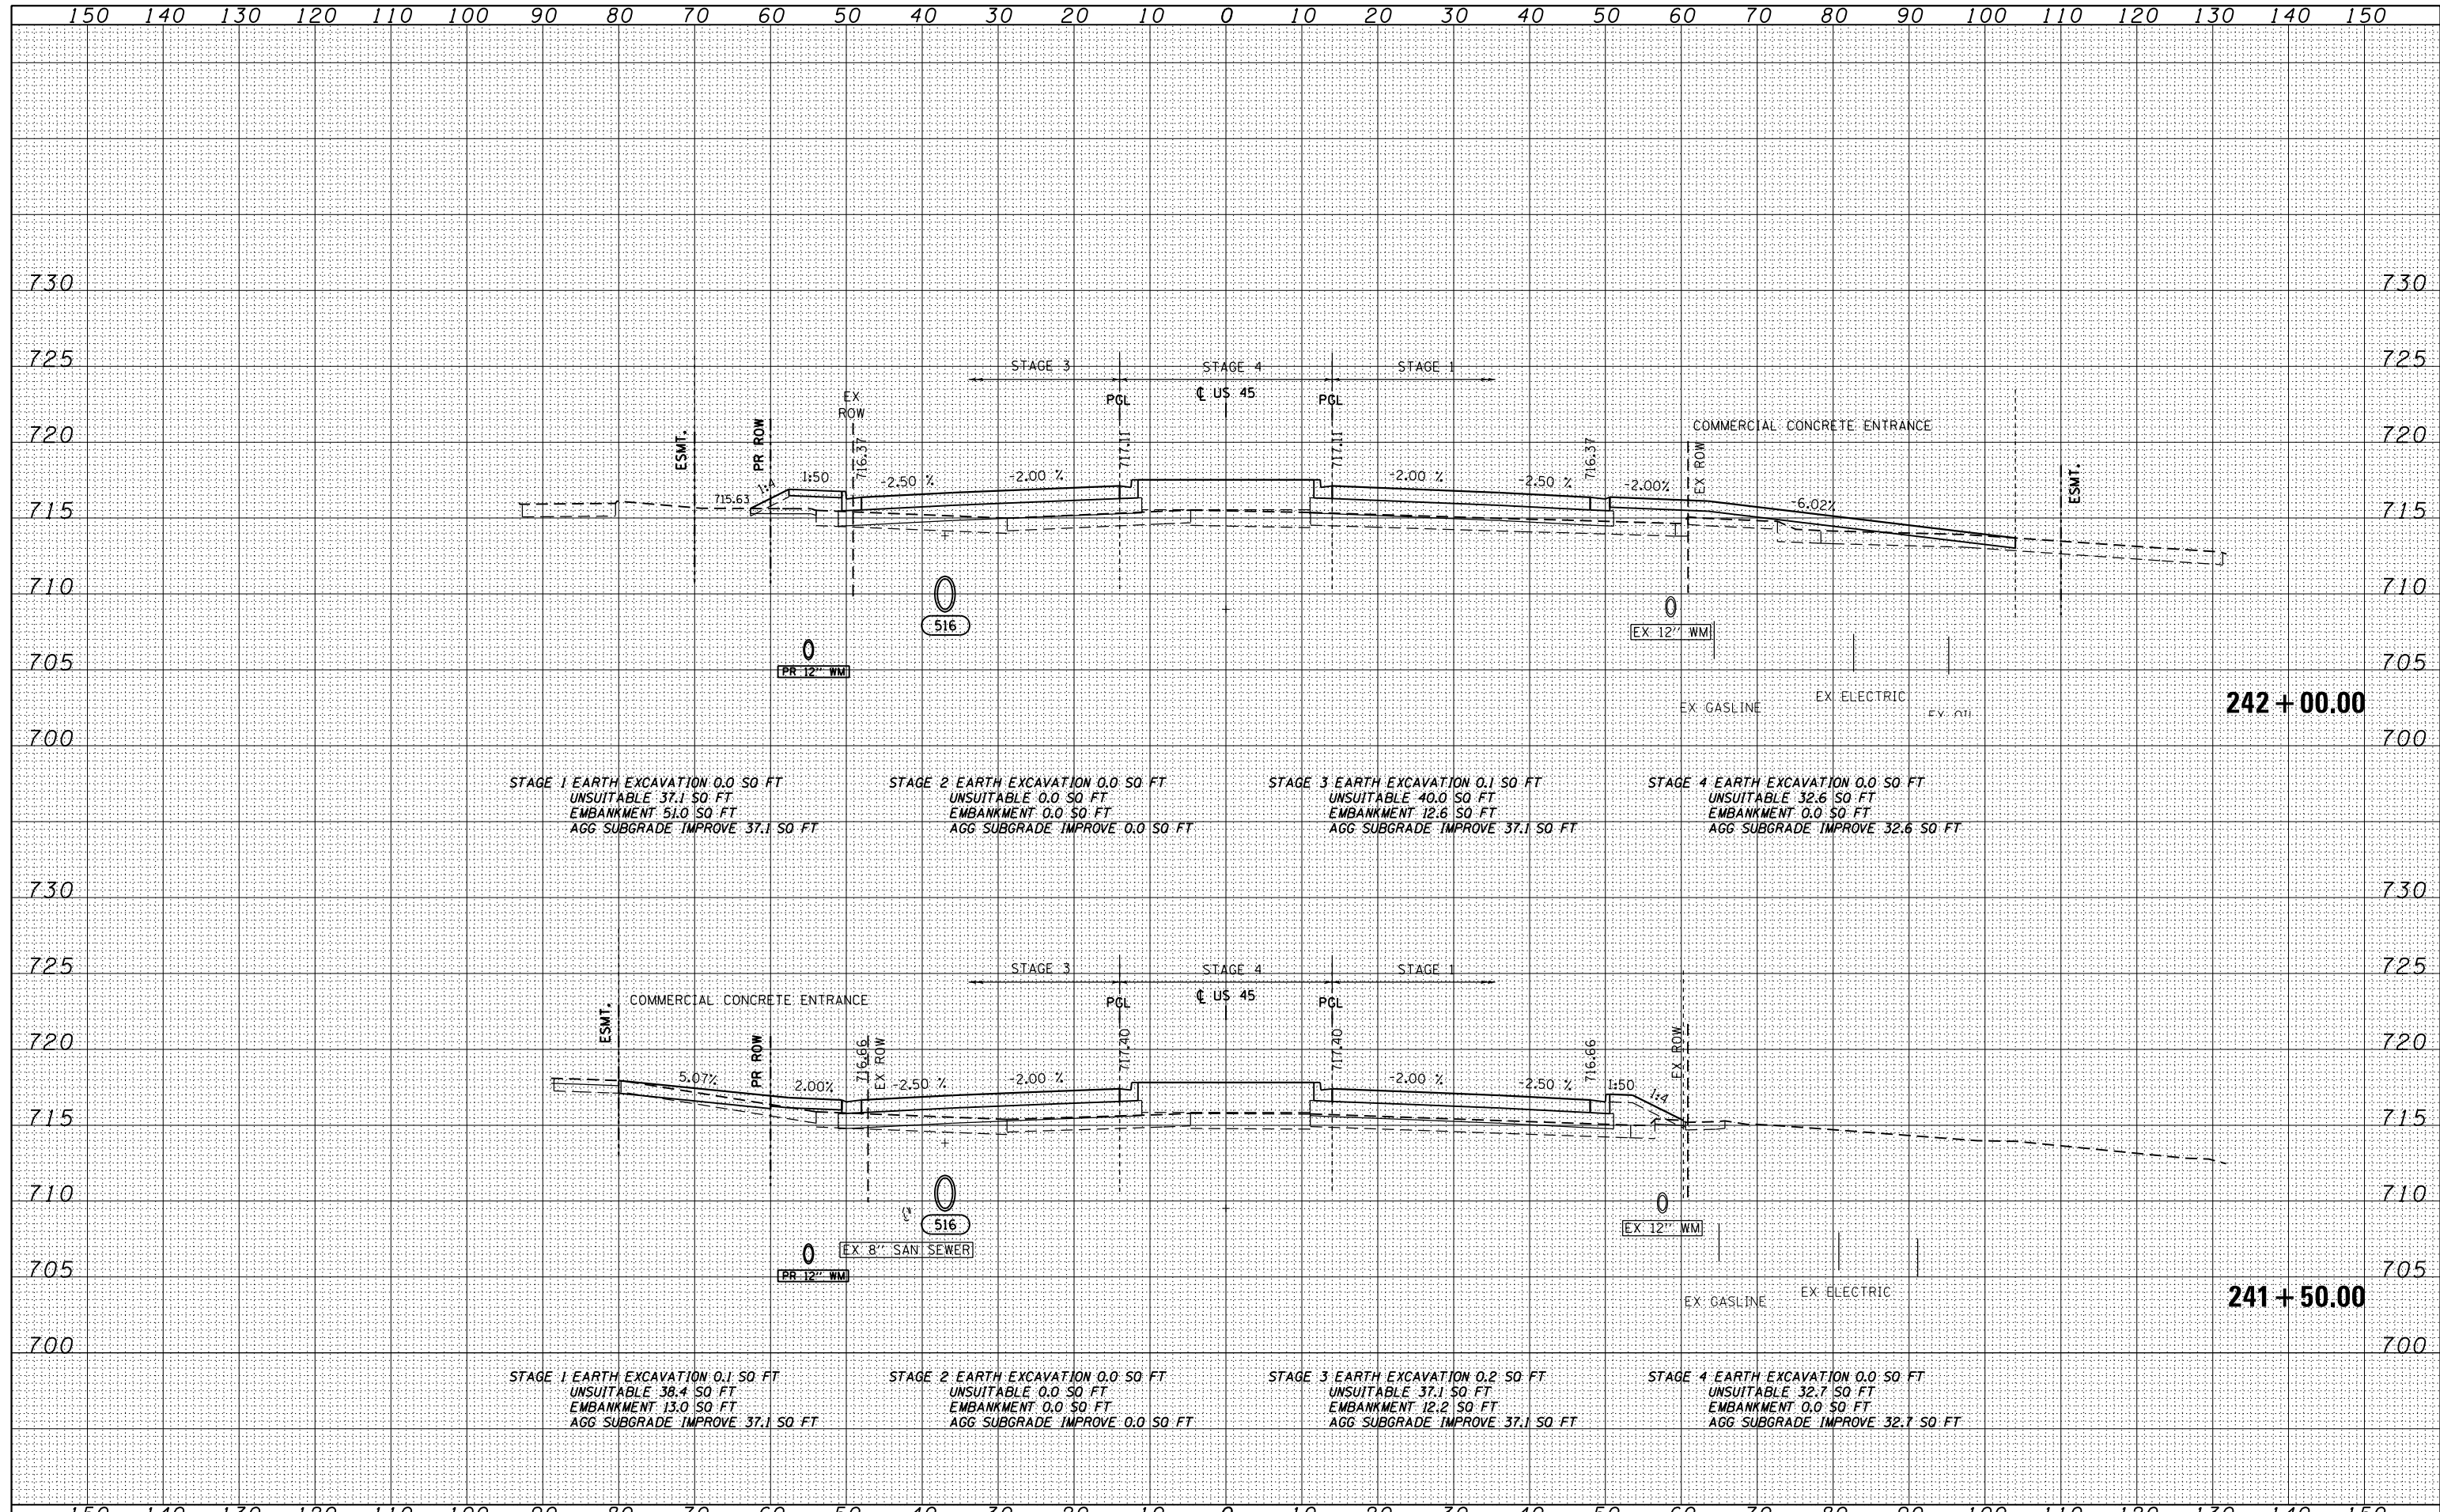 150 140 130 120 110 100 90 80 70 60 50 40 30 20 10 0 10 20 30 40 50 60 70 80 90 100 110 120 130 140 150
730 730
725 725
STAGE 3 STAGE 4 STAGE 1
EX
ROW
PGL ℄ US 45 PGL
720 720
ESMT. PR ROW 716.37 717.11 717.11 716.37 EX ROW ESMT.
COMMERCIAL CONCRETE ENTRANCE
715.63 1:4 1:50 -2.50 % -2.00 % -2.00 % -2.50 % -2.00% -6.02%
715 715
710 710
516
EX 12" WM
705 705
PR 12" WM
EX GASLINE EX ELECTRIC
242 + 00.00
700 700
STAGE 1 EARTH EXCAVATION 0.0 SQ FT STAGE 2 EARTH EXCAVATION 0.0 SQ FT STAGE 3 EARTH EXCAVATION 0.1 SQ FT STAGE 4 EARTH EXCAVATION 0.0 SQ FT
UNSUITABLE 37.1 SQ FT UNSUITABLE 0.0 SQ FT UNSUITABLE 40.0 SQ FT UNSUITABLE 32.6 SQ FT
EMBANKMENT 51.0 SQ FT EMBANKMENT 0.0 SQ FT EMBANKMENT 12.6 SQ FT EMBANKMENT 0.0 SQ FT
AGG SUBGRADE IMPROVE 37.1 SQ FT AGG SUBGRADE IMPROVE 0.0 SQ FT AGG SUBGRADE IMPROVE 37.1 SQ FT AGG SUBGRADE IMPROVE 32.6 SQ FT
730 730
725 725
STAGE 3 STAGE 4 STAGE 1
COMMERCIAL CONCRETE ENTRANCE
PGL ℄ US 45 PGL
ESMT. PR ROW 716.66 EX ROW 717.40 717.40 716.66 EX ROW
720 720
5.07% 2.00% -2.50 % -2.00 % -2.00 % -2.50 % 1:50 1:4
715 715
710 710
516
EX 12" WM
EX 8" SAN SEWER
705 705
PR 12" WM
EX GASLINE EX ELECTRIC
241 + 50.00
700 700
STAGE 1 EARTH EXCAVATION 0.1 SQ FT STAGE 2 EARTH EXCAVATION 0.0 SQ FT STAGE 3 EARTH EXCAVATION 0.2 SQ FT STAGE 4 EARTH EXCAVATION 0.0 SQ FT
UNSUITABLE 38.4 SQ FT UNSUITABLE 0.0 SQ FT UNSUITABLE 37.1 SQ FT UNSUITABLE 32.7 SQ FT
EMBANKMENT 13.0 SQ FT EMBANKMENT 0.0 SQ FT EMBANKMENT 12.2 SQ FT EMBANKMENT 0.0 SQ FT
AGG SUBGRADE IMPROVE 37.1 SQ FT AGG SUBGRADE IMPROVE 0.0 SQ FT AGG SUBGRADE IMPROVE 37.1 SQ FT AGG SUBGRADE IMPROVE 32.7 SQ FT